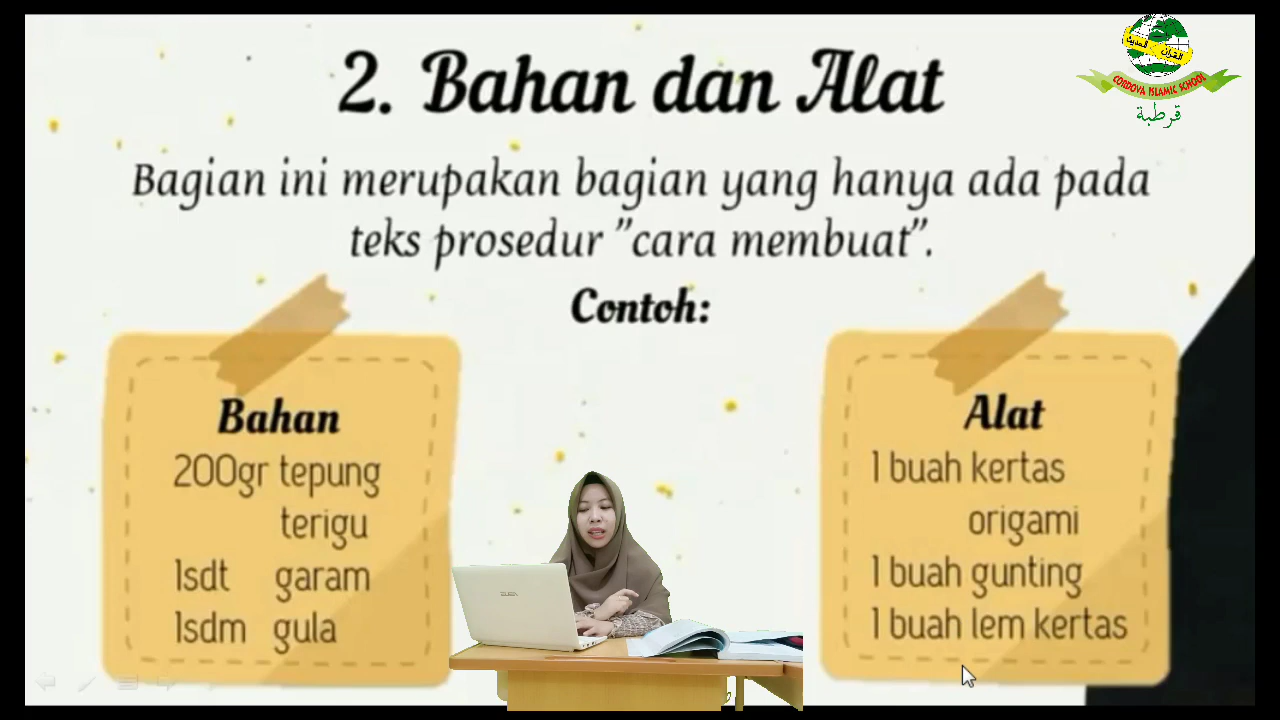 2. Bahan dan Alat
القرآن الحديث
CORDOVA ISLAMIC SCHOOL
قرطبة
Bagian ini merupakan bagian yang hanya ada pada
teks prosedur "cara membuat".
Contoh:
Bahan
200gr tepung
terigu
1sdt garam
1sdm gula
Alat
1 buah kertas
origami
1 buah gunting
1 buah lem kertas